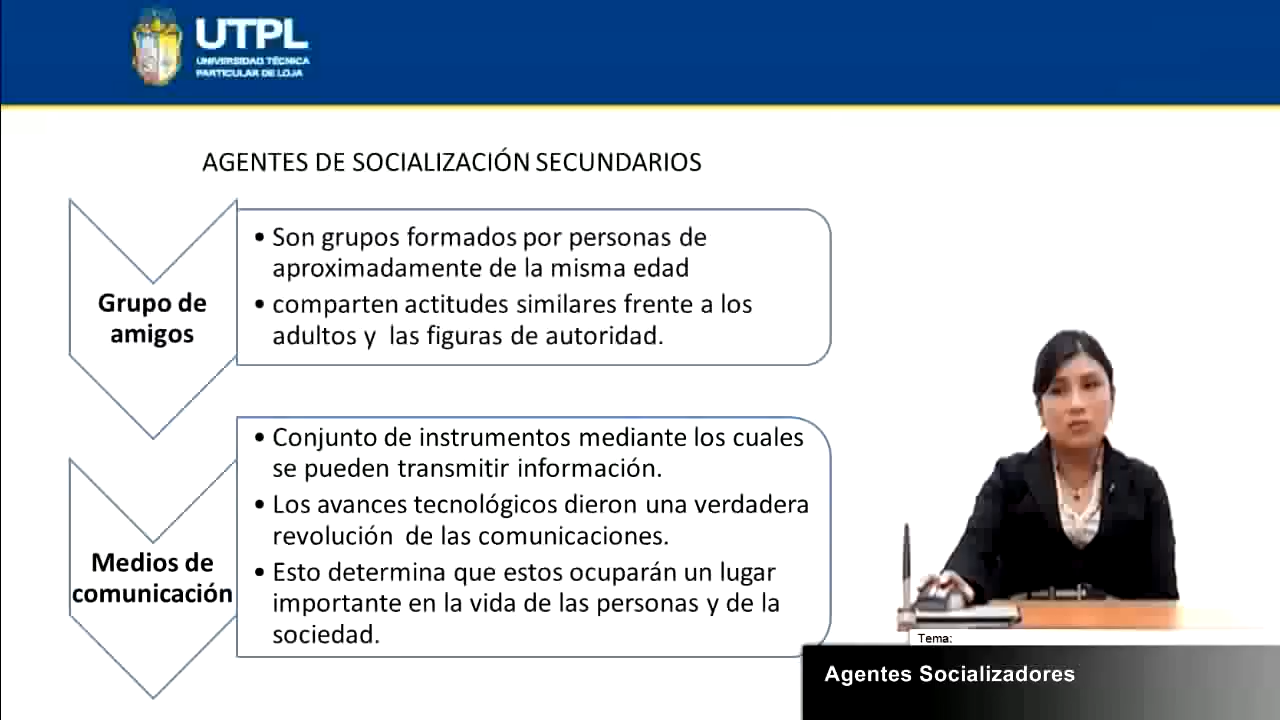 UTPL
UNIVERSIDAD TÉCNICA
PARTICULAR DE LOJA
AGENTES DE SOCIALIZACIÓN SECUNDARIOS
Grupo de
amigos
• Son grupos formados por personas de
aproximadamente de la misma edad
• comparten actitudes similares frente a los
adultos y las figuras de autoridad.
Medios de
comunicación
• Conjunto de instrumentos mediante los cuales
se pueden transmitir información.
• Los avances tecnológicos dieron una verdadera
revolución de las comunicaciones.
• Esto determina que estos ocuparán un lugar
importante en la vida de las personas y de la
sociedad.
Tema:
Agentes Socializadores